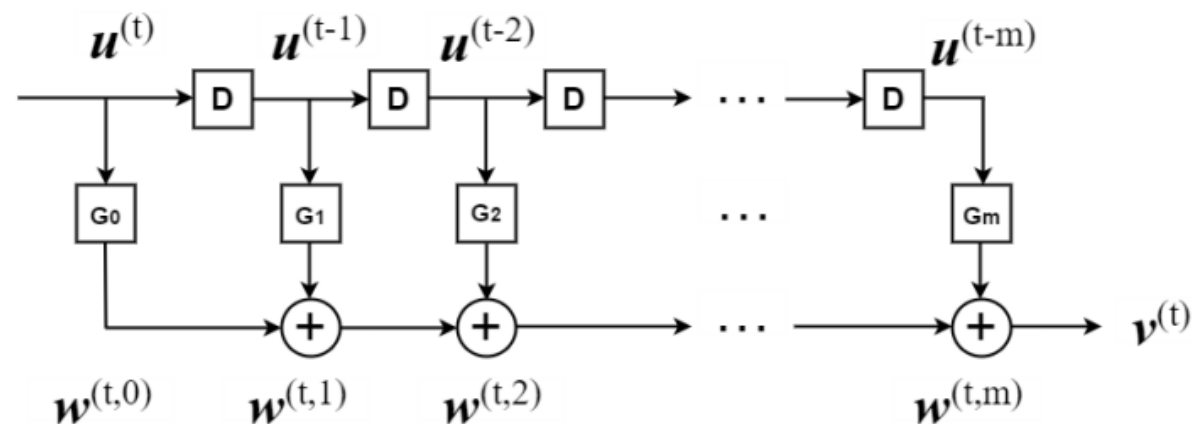 u(t) u(t-1) u(t-2) u(t-m)
D D D ... D
G0 G1 G2 ... Gm
+ + ... + v(t)
w(t,0) w(t,1) w(t,2) w(t,m)